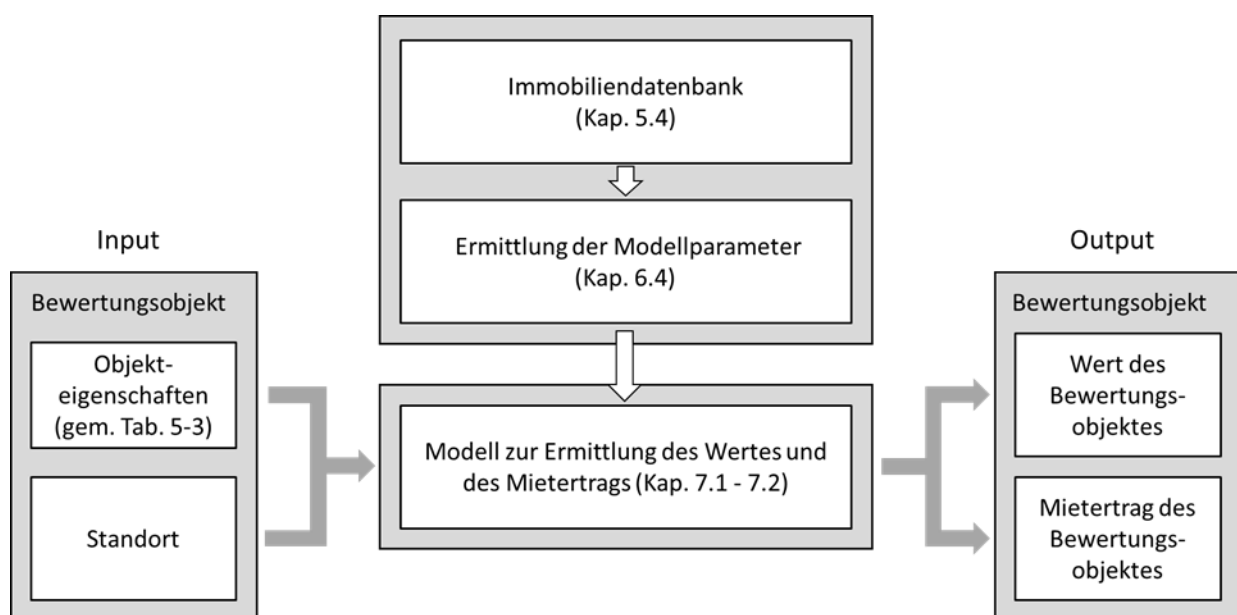 Immobiliendatenbank
(Kap. 5.4)
Ermittlung der Modellparameter
(Kap. 6.4)
Input
Bewertungsobjekt
Objekt-
eigenschaften
(gem. Tab. 5-3)
Standort
Modell zur Ermittlung des Wertes und
des Mietertrags (Kap. 7.1 - 7.2)
Output
Bewertungsobjekt
Wert des
Bewertungs-
objektes
Mietertrag des
Bewertungs-
objektes